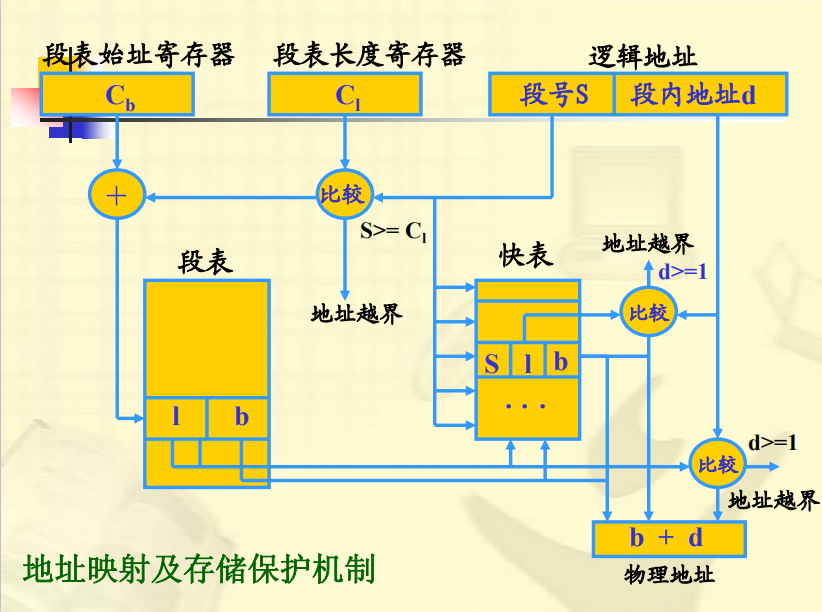 段表始址寄存器
段表长度寄存器
逻辑地址
Cb
Cl
段号S
段内地址d
+
比较
S>= Cl
地址越界
段表
l
b
快表
S
l
b
. . .
地址越界
d>=1
比较
比较
d>=1
地址越界
b + d
物理地址
地址映射及存储保护机制